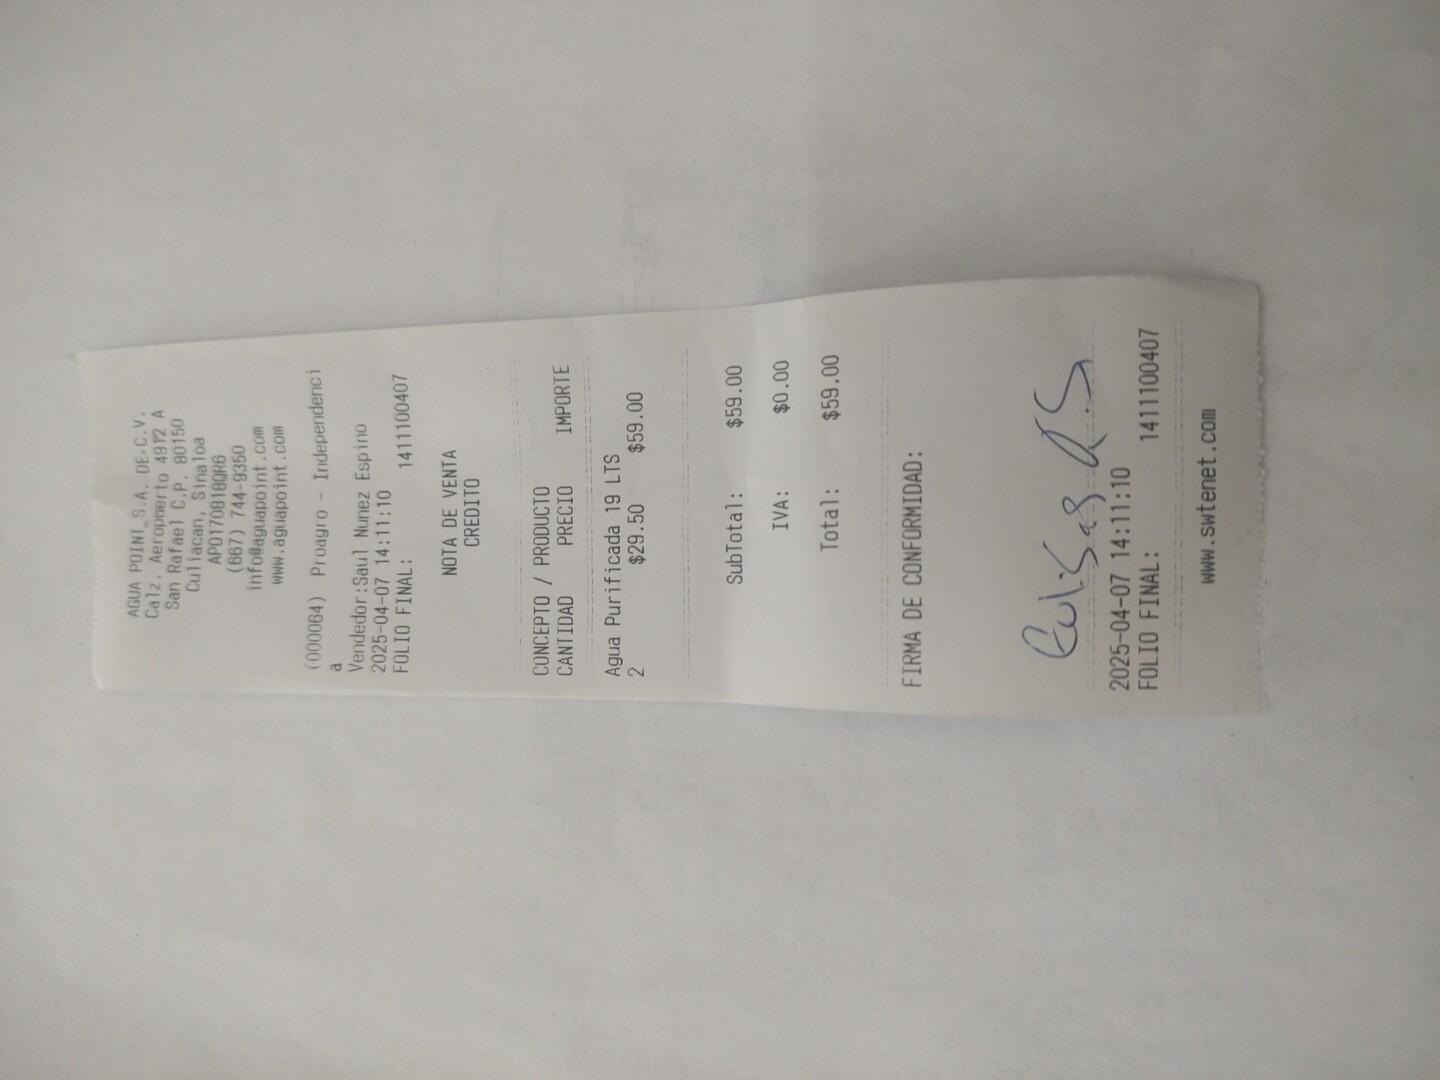 AGUA POINT S.A. DE C.V.
Calz. Aeropuerto 4912 A
San Rafael C.P. 80150
Culiacan, Sinaloa
APO170818QR6
(667) 744-9350
info@aguapoint.com
www.aguapoint.com
(000064) Proagro - Independenci
a
Vendedor:Saul Nunez Espino
2025-04-07 14:11:10
FOLIO FINAL: 1411100407
NOTA DE VENTA
CREDITO
CONCEPTO / PRODUCTO
CANTIDAD PRECIO IMPORTE
Agua Purificada 19 LTS
2 $29.50 $59.00
SubTotal: $59.00
IVA: $0.00
Total: $59.00
FIRMA DE CONFORMIDAD:
2025-04-07 14:11:10
FOLIO FINAL: 1411100407
www.swtenet.com